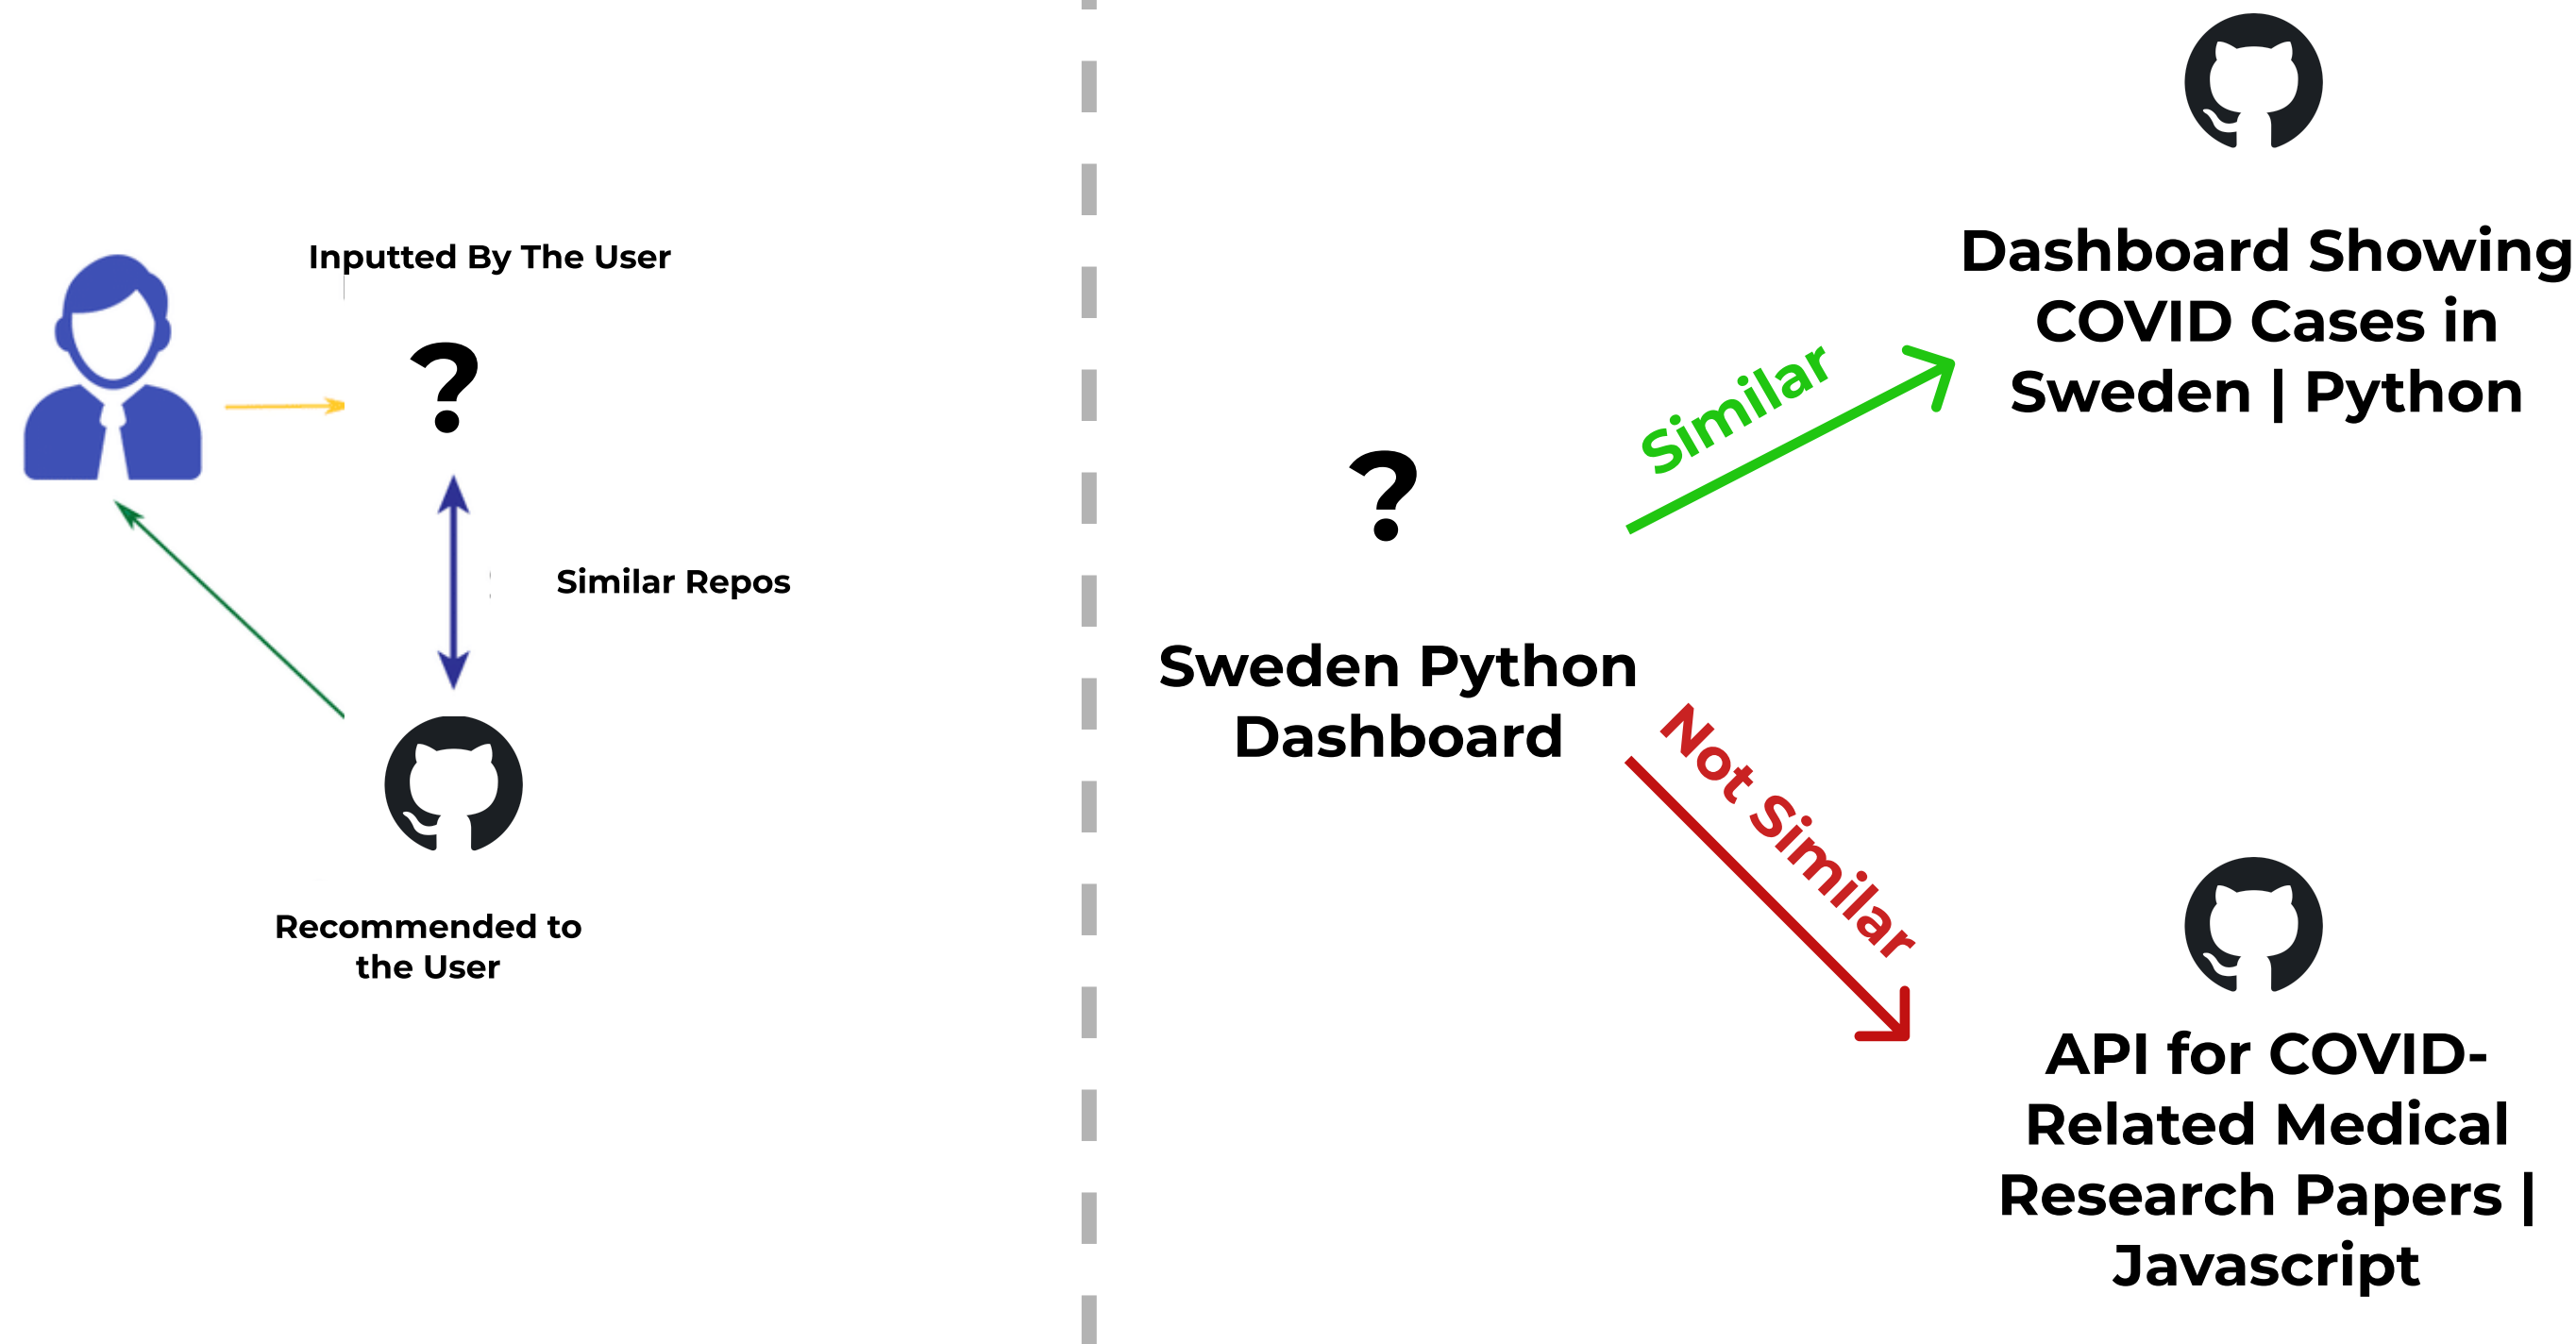 Inputted By The User
?
Similar Repos
Recommended to
the User
?
Sweden Python
Dashboard
Similar
Not Similar
Dashboard Showing
COVID Cases in
Sweden | Python
API for COVID-
Related Medical
Research Papers |
Javascript